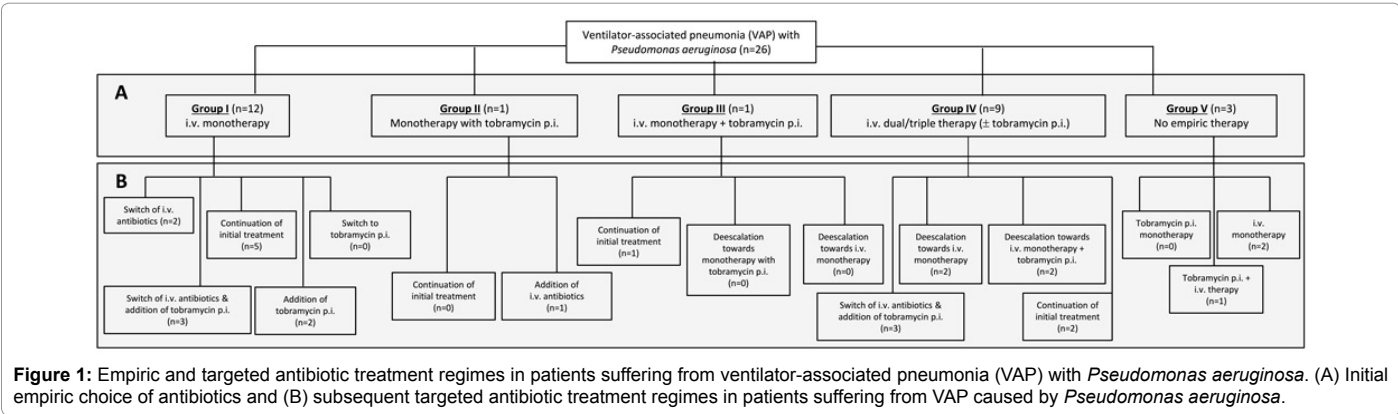 Ventilator-associated pneumonia (VAP) with
Pseudomonas aeruginosa (n=26)
A
Group I (n=12)
i.v. monotherapy
Group II (n=1)
Monotherapy with tobramycin p.i.
Group III (n=1)
i.v. monotherapy + tobramycin p.i.
Group IV (n=9)
i.v. dual/triple therapy (± tobramycin p.i.)
Group V (n=3)
No empiric therapy
B
Switch of i.v.
antibiotics (n=2)
Continuation of
initial treatment
(n=5)
Switch to
tobramycin p.i.
(n=0)
Switch of i.v. antibiotics &
addition of tobramycin p.i.
(n=3)
Addition of
tobramycin p.i.
(n=2)
Continuation of
initial treatment
(n=0)
Addition of
i.v. antibiotics
(n=1)
Continuation of
initial treatment
(n=1)
Deescalation
towards
monotherapy with
tobramycin p.i.
(n=0)
Deescalation
towards i.v.
monotherapy
(n=0)
Deescalation
towards i.v.
monotherapy
(n=2)
Deescalation towards
i.v. monotherapy +
tobramycin p.i.
(n=2)
Switch of i.v. antibiotics &
addition of tobramycin p.i.
(n=3)
Continuation of
initial treatment
(n=2)
Tobramycin p.i.
monotherapy
(n=0)
i.v.
monotherapy
(n=2)
Tobramycin p.i. +
i.v. therapy
(n=1)
Figure 1: Empiric and targeted antibiotic treatment regimes in patients suffering from ventilator-associated pneumonia (VAP) with Pseudomonas aeruginosa. (A) Initial
empiric choice of antibiotics and (B) subsequent targeted antibiotic treatment regimes in patients suffering from VAP caused by Pseudomonas aeruginosa.